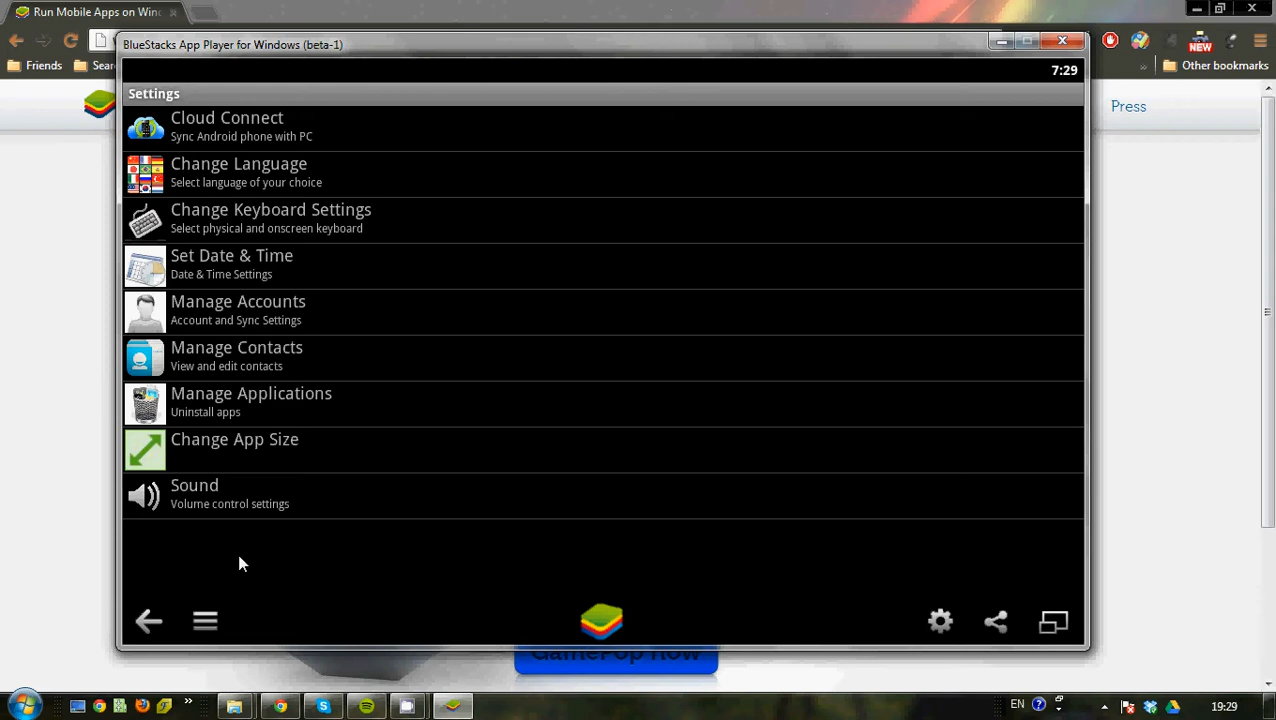 Run Mobile Apps on Wind
BlueStacks App Player for Windows (beta-1)
NEW
Friends
Sear
Other bookmarks
7:29
Settings
Press
Cloud Connect
Sync Android phone with PC
Change Language
Select language of your choice
Change Keyboard Settings
Select physical and onscreen keyboard
Set Date & Time
Date & Time Settings
Manage Accounts
Account and Sync Settings
Manage Contacts
View and edit contacts
Manage Applications
Uninstall apps
Change App Size
Sound
Volume control settings
GamePop now
EN
19:29